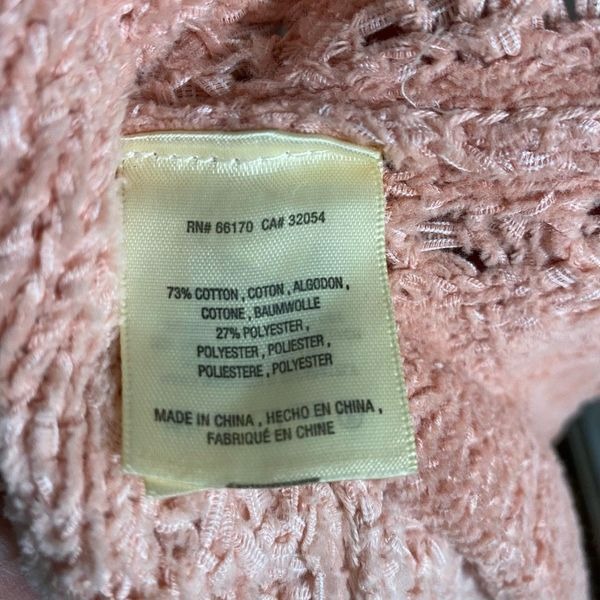 RN# 66170 CA# 32054
73% COTTON , COTON , ALGODON ,
COTONE , BAUMWOLLE
27% POLYESTER ,
POLYESTER , POLIESTER ,
POLIESTERE , POLYESTER
MADE IN CHINA , HECHO EN CHINA ,
FABRIQUÉ EN CHINE